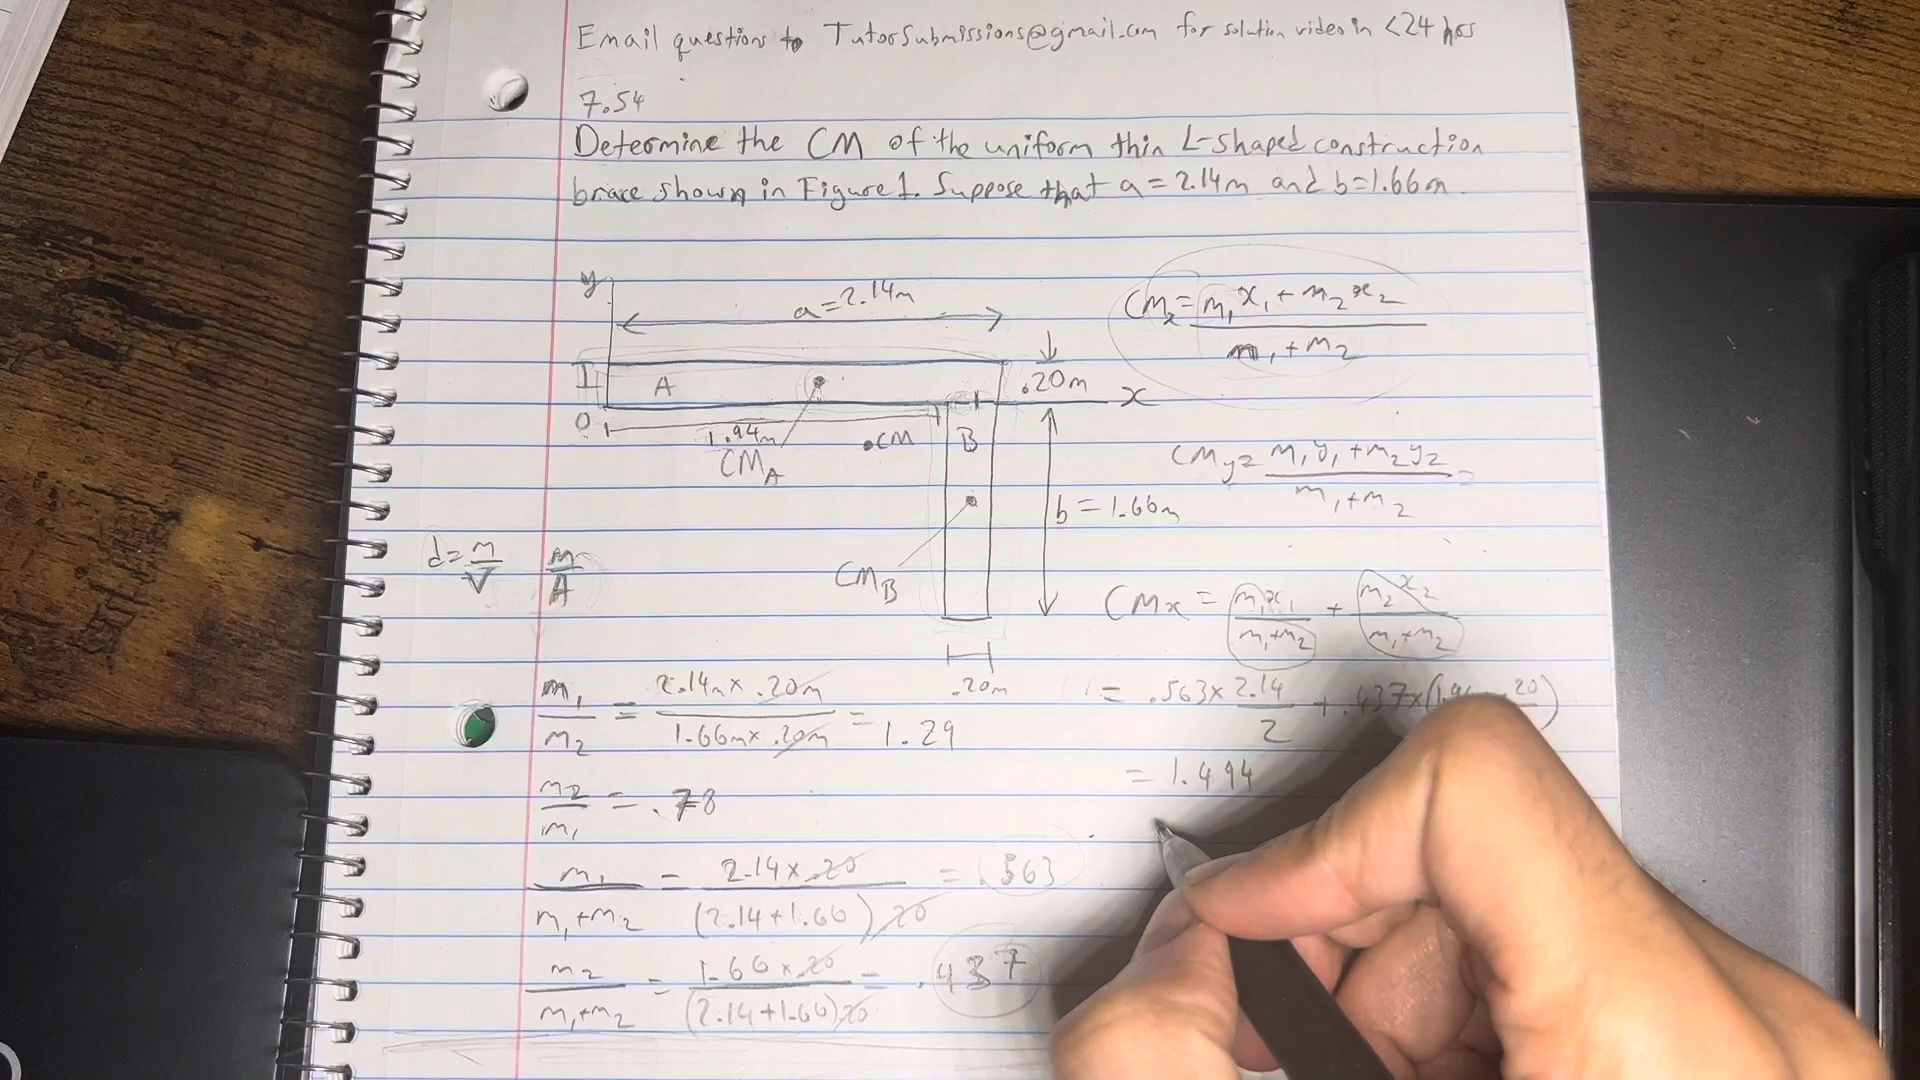 Email questions to TutorSubmissions@gmail.com for solution video in <24 hrs
7.54
Determine the CM of the uniform thin L-shaped construction
brace shown in Figure 1. Suppose that a = 2.14m and b = 1.66m.
y
a = 2.14m
CMx = m1x1 + m2x2 / m1 + m2
A
.20m
x
0
1.94m
.CM
B
CMA
CMy = m1y1 + m2y2 / m1 + m2 =
b = 1.66m
d = m/V
m/A
CMB
CMx = m1x1 / m1+m2 + m2x2 / m1+m2
.20m
m1/m2 = 2.14m x .20m / 1.66m x .20m = 1.29
= .563 x 2.14/2 + .437 x (1.94 .20 )
= 1.494
m2/m1 = .78
m1 / m1+m2 = 2.14 x .20 / (2.14+1.66).20 = .563
m2 / m1+m2 = 1.66 x .20 / (2.14+1.66).20 = .437